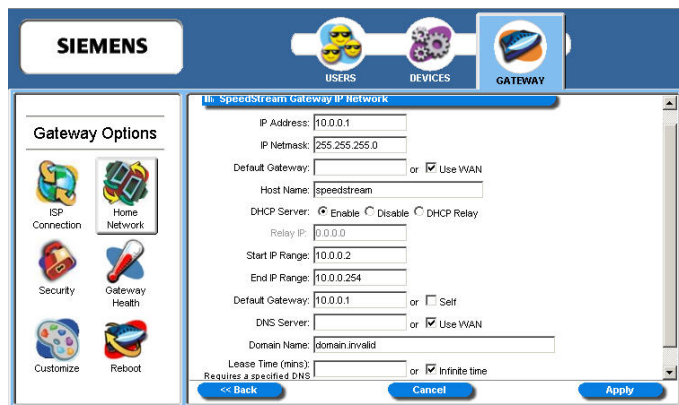 SIEMENS
USERS
DEVICES
GATEWAY
Gateway Options
ISP
Connection
Home
Network
Security
Gateway
Health
Customize
Reboot
SpeedStream Gateway IP Network
IP Address: 10.0.0.1
IP Netmask: 255.255.255.0
Default Gateway: or Use WAN
Host Name: speedstream
DHCP Server: Enable Disable DHCP Relay
Relay IP: 0.0.0.0
Start IP Range: 10.0.0.2
End IP Range: 10.0.0.254
Default Gateway: 10.0.0.1 or Self
DNS Server: or Use WAN
Domain Name: domain.invalid
Lease Time (mins): or Infinite time
Requires a specified DNS
<< Back Cancel Apply